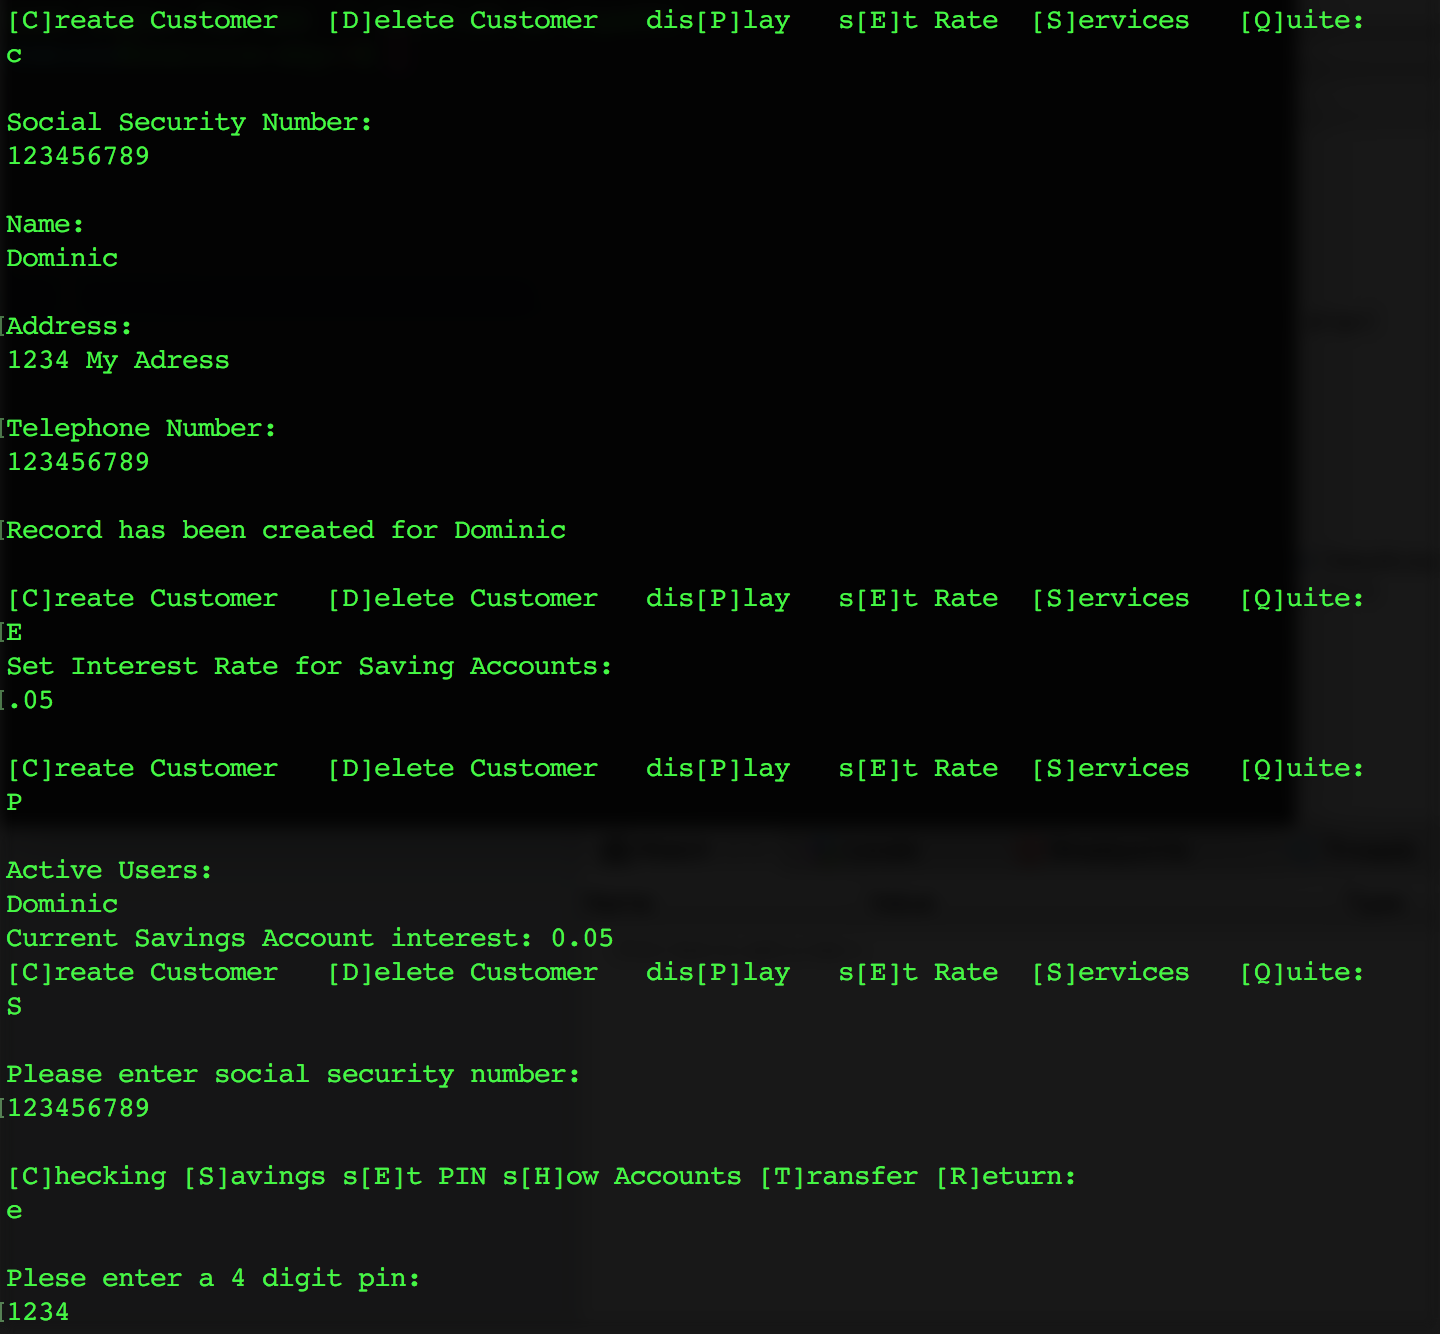 [C]reate Customer   [D]elete Customer   dis[P]lay   s[E]t Rate  [S]ervices   [Q]uite:
c
Social Security Number:
123456789
Name:
Dominic
Address:
1234 My Adress
Telephone Number:
123456789
Record has been created for Dominic
[C]reate Customer   [D]elete Customer   dis[P]lay   s[E]t Rate  [S]ervices   [Q]uite:
E
Set Interest Rate for Saving Accounts:
.05
[C]reate Customer   [D]elete Customer   dis[P]lay   s[E]t Rate  [S]ervices   [Q]uite:
P
Active Users:
Dominic
Current Savings Account interest: 0.05
[C]reate Customer   [D]elete Customer   dis[P]lay   s[E]t Rate  [S]ervices   [Q]uite:
S
Please enter social security number:
123456789
[C]hecking [S]avings s[E]t PIN s[H]ow Accounts [T]ransfer [R]eturn:
e
Plese enter a 4 digit pin:
1234